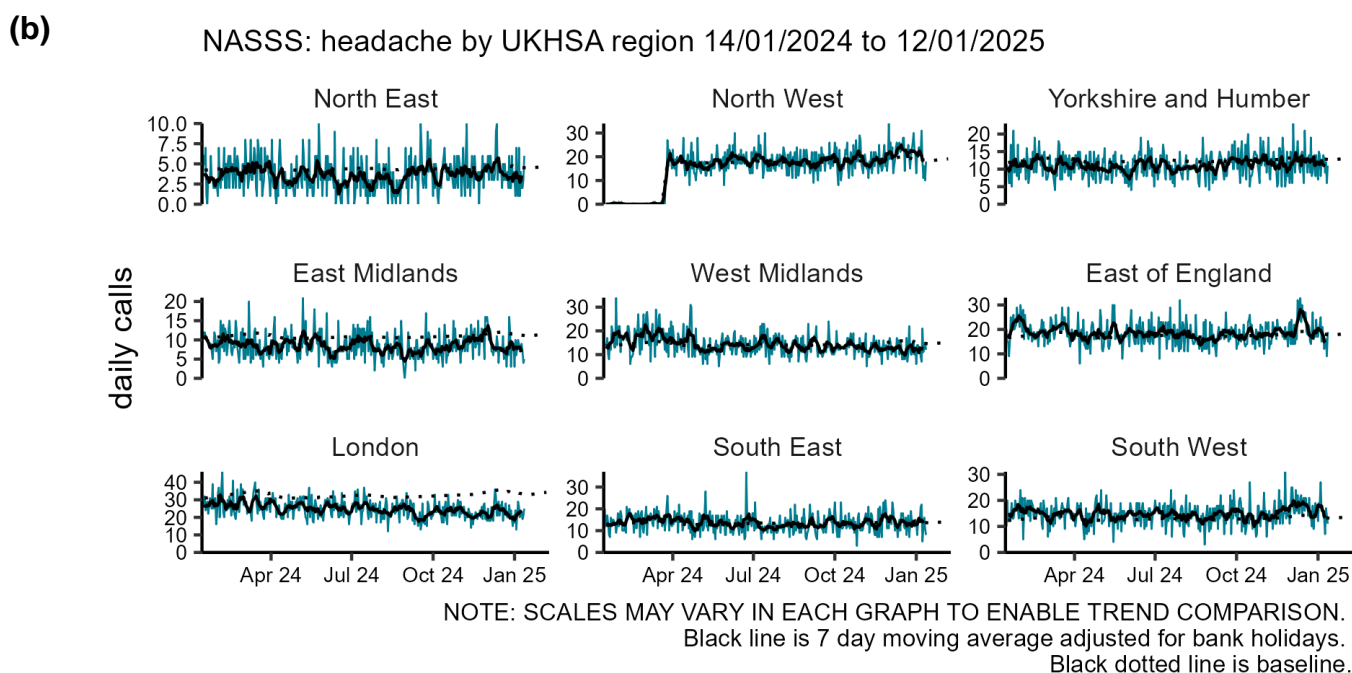 (b)
NASSS: headache by UKHSA region 14/01/2024 to 12/01/2025
North East
North West
Yorkshire and Humber
10.0
7.5
5.0
2.5
0.0
30
20
10
0
20
15
10
5
0
daily calls
East Midlands
West Midlands
East of England
20
15
10
5
0
30
20
10
0
30
20
10
0
London
South East
South West
40
30
20
10
0
30
20
10
0
30
20
10
0
Apr 24 Jul 24 Oct 24 Jan 25
Apr 24 Jul 24 Oct 24 Jan 25
Apr 24 Jul 24 Oct 24 Jan 25
NOTE: SCALES MAY VARY IN EACH GRAPH TO ENABLE TREND COMPARISON.
Black line is 7 day moving average adjusted for bank holidays.
Black dotted line is baseline.